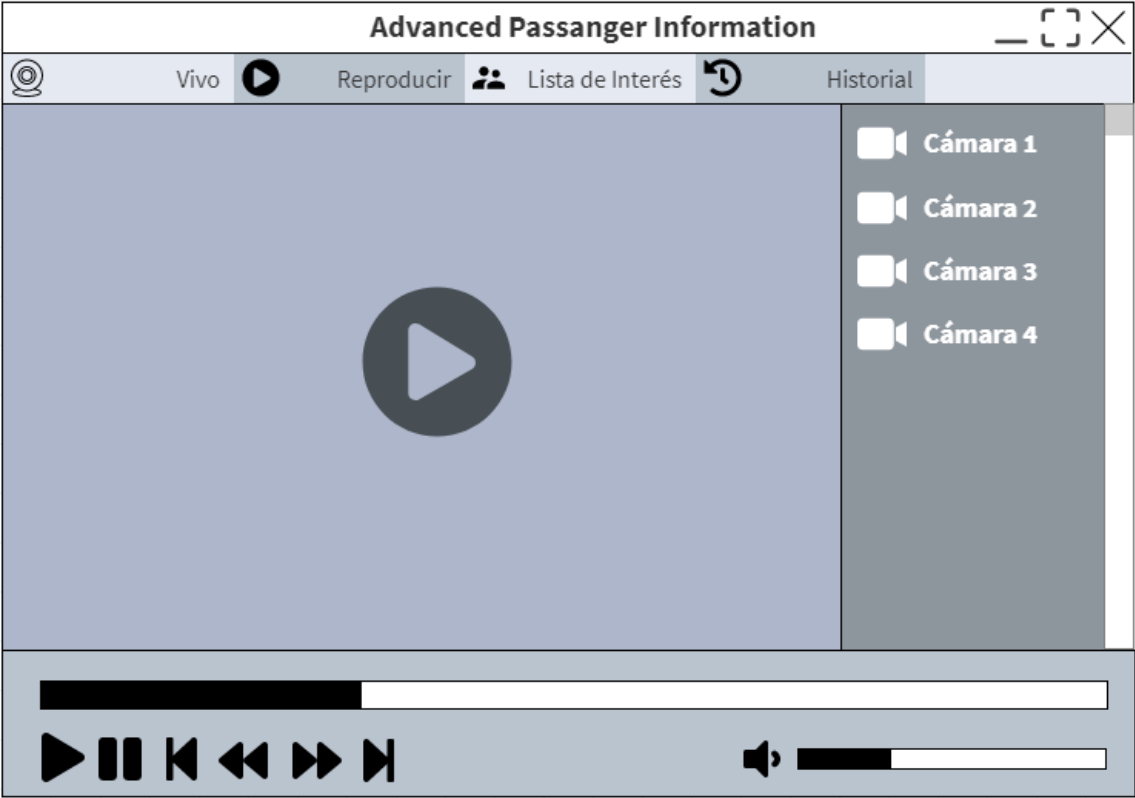 Advanced Passanger Information
Vivo Reproducir Lista de Interés Historial
Cámara 1
Cámara 2
Cámara 3
Cámara 4